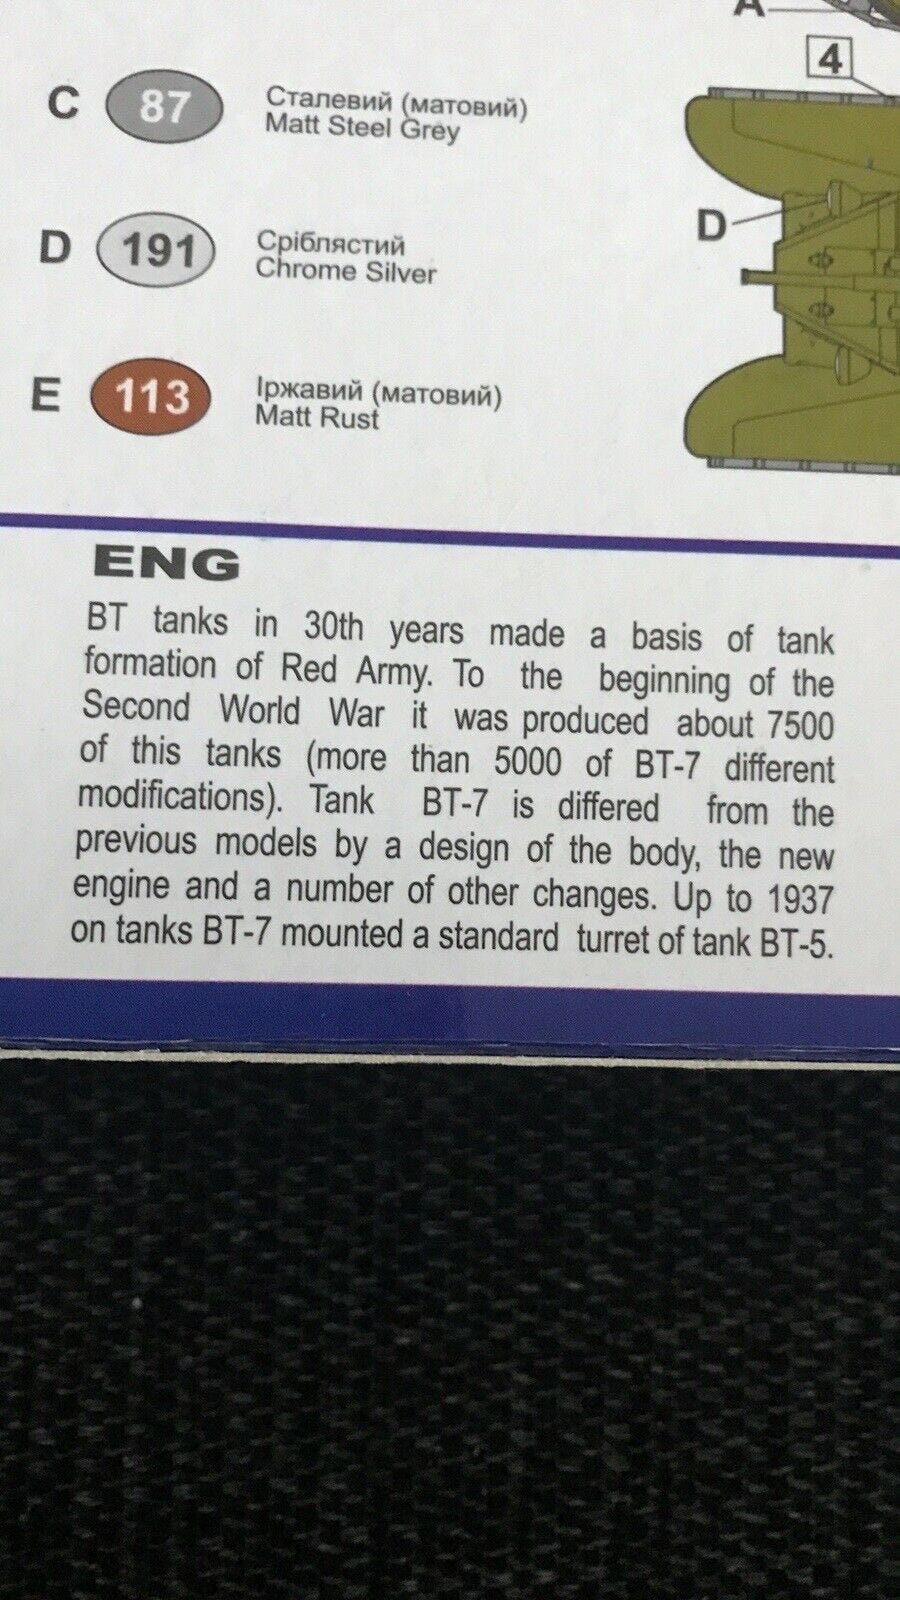 A
4
C 87 Сталевий (матовий)
Matt Steel Grey
D
D 191 Сріблястий
Chrome Silver
E 113 Іржавий (матовий)
Matt Rust
ENG
BT tanks in 30th years made a basis of tank
formation of Red Army. To the beginning of the
Second World War it was produced about 7500
of this tanks (more than 5000 of BT-7 different
modifications). Tank BT-7 is differed from the
previous models by a design of the body, the new
engine and a number of other changes. Up to 1937
on tanks BT-7 mounted a standard turret of tank BT-5.